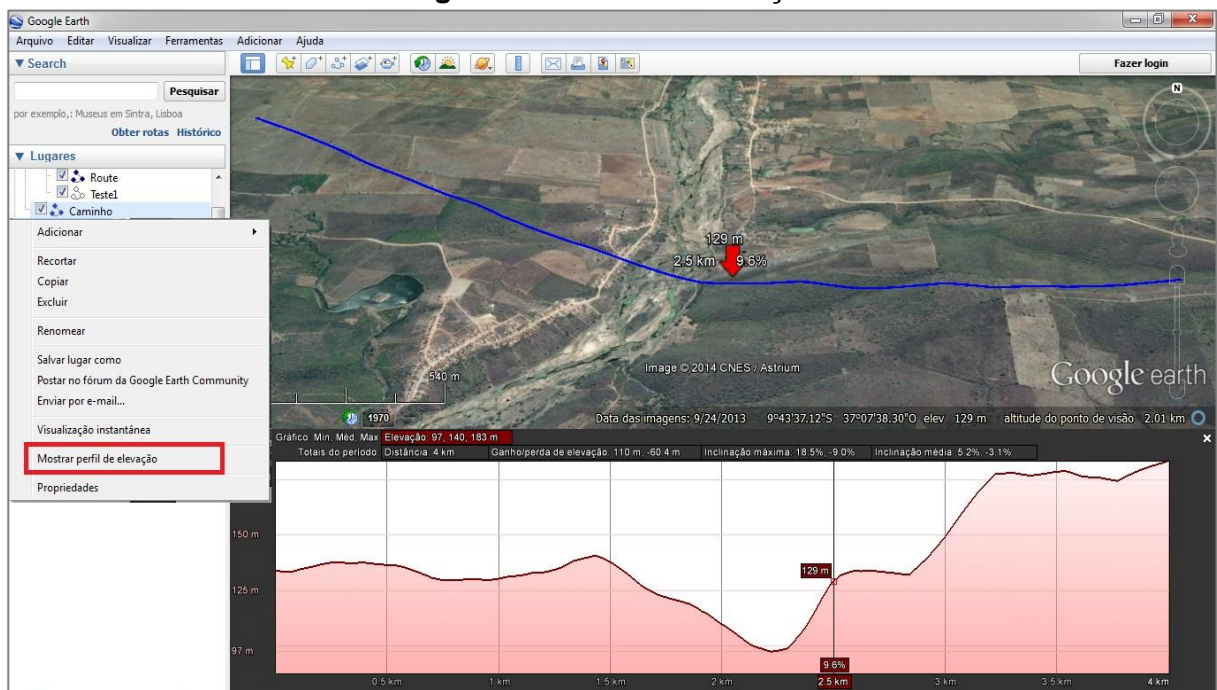 Google Earth
Arquivo Editar Visualizar Ferramentas Adicionar Ajuda
▼ Search
Fazer login
Pesquisar
por exemplo,: Museus em Sintra, Lisboa
Obter rotas Histórico
▼ Lugares
Route
Teste1
Caminho
Adicionar
Recortar
Copiar
Excluir
Renomear
Salvar lugar como
Postar no fórum da Google Earth Community
Enviar por e-mail...
Visualização instantânea
Mostrar perfil de elevação
Propriedades
N
129 m
2.5 km 9.6%
540 m
Image © 2014 CNES / Astrium
Google earth
1970
Data das imagens: 9/24/2013 9°43'37.12"S 37°07'38.30"O elev 129 m altitude do ponto de visão 2.01 km
Gráfico: Min, Méd, Max Elevação: 97, 140, 183 m
Totais do período: Distância: 4 km Ganho/perda de elevação: 110 m, -60.4 m Inclinação máxima: 18.5%, -9.0% Inclinação média: 5.2%, -3.1%
150 m
129 m
125 m
97 m
9.6%
0.5 km 1 km 1.5 km 2 km 2.5 km 3 km 3.5 km 4 km